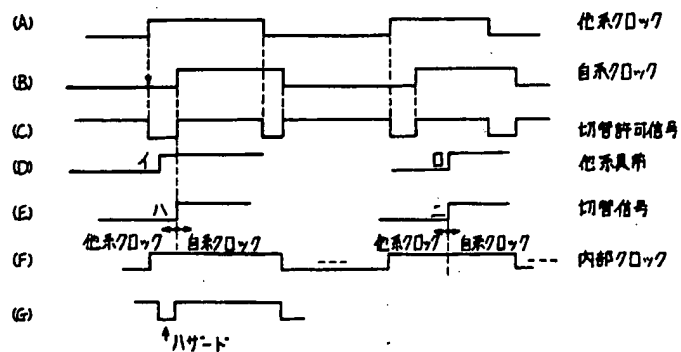 (A) 他系クロック
(B) 自系クロック
(C) 切替許可信号
(D) イ ロ 他系異常
(E) ハ ニ 切替信号
他系クロック 自系クロック 他系クロック 自系クロック
(F) 内部クロック
(G)
ハザード